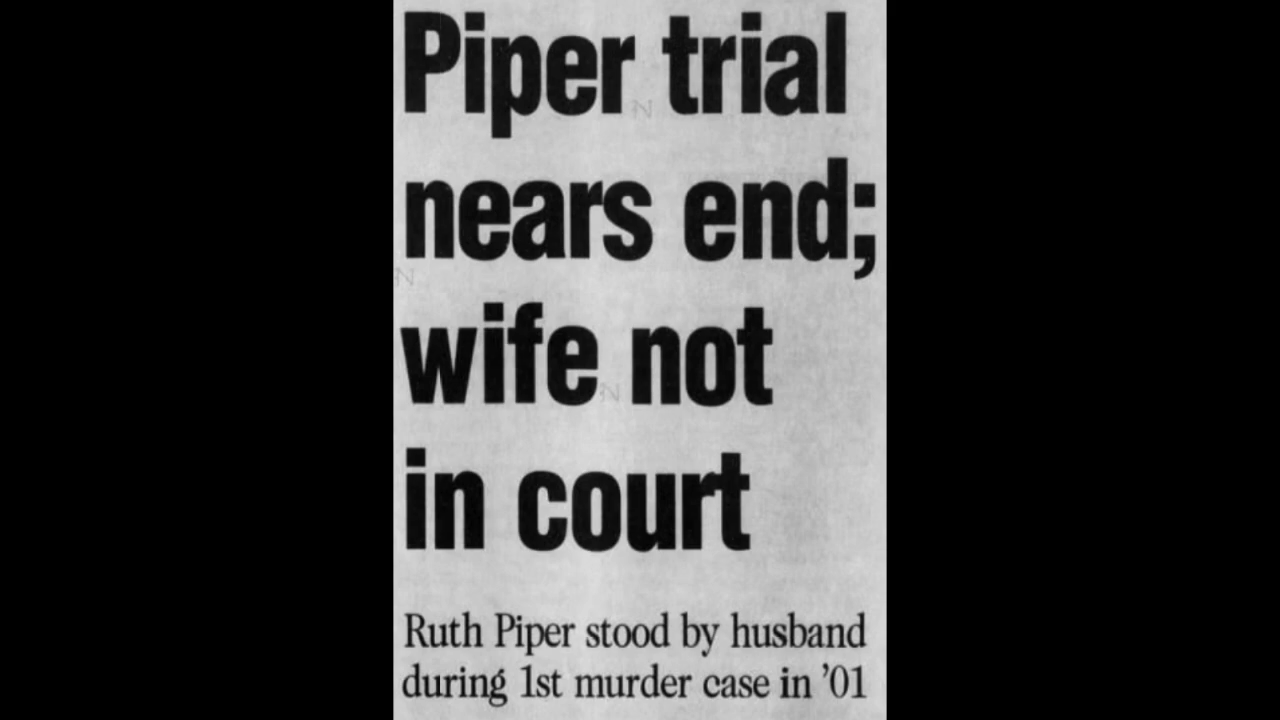 Piper trial
nears end;
wife not
in court
Ruth Piper stood by husband
during 1st murder case in ’01